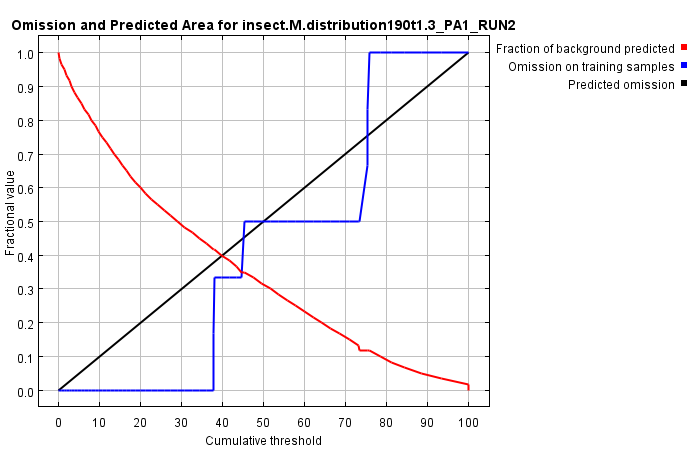 Omission and Predicted Area for insect.M.distribution190t1.3_PA1_RUN2
Fraction of background predicted
Omission on training samples
Predicted omission
Fractional value
1.0
0.9
0.8
0.7
0.6
0.5
0.4
0.3
0.2
0.1
0.0
0 10 20 30 40 50 60 70 80 90 100
Cumulative threshold